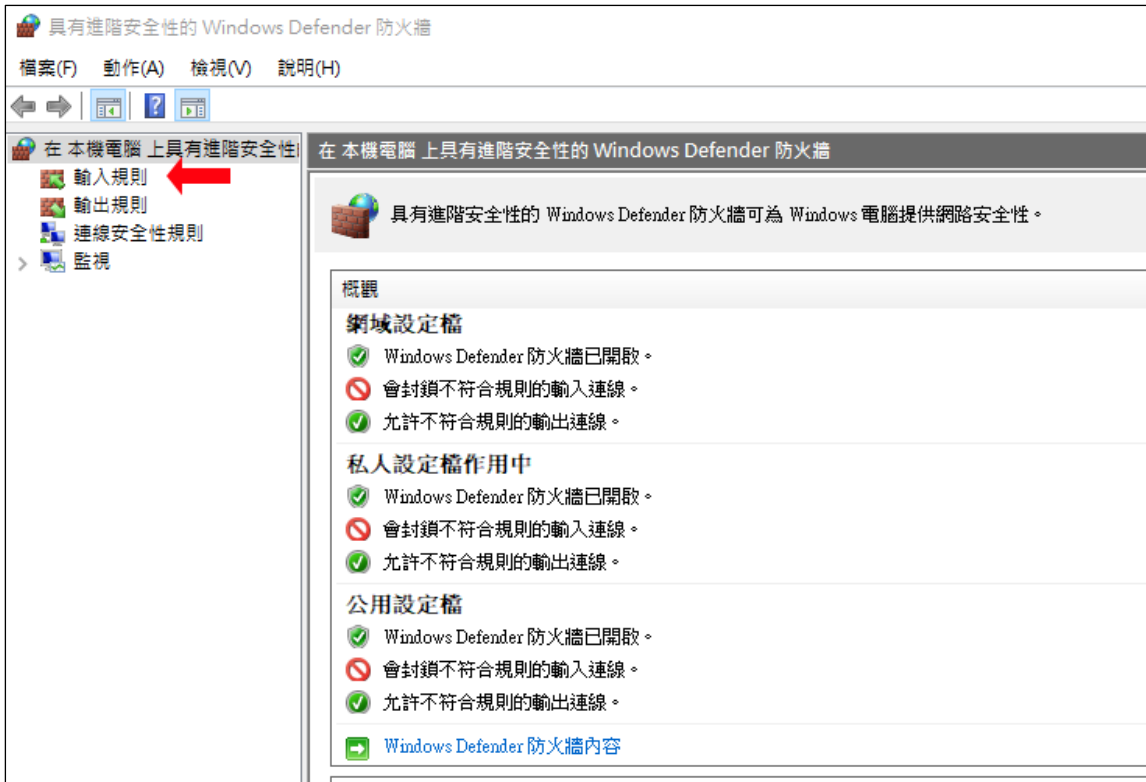 具有進階安全性的 Windows Defender 防火牆
檔案(F) 動作(A) 檢視(V) 說明(H)
在 本機電腦 上具有進階安全性
輸入規則
輸出規則
連線安全性規則
監視
在 本機電腦 上具有進階安全性的 Windows Defender 防火牆
具有進階安全性的 Windows Defender 防火牆可為 Windows 電腦提供網路安全性。
概觀
網域設定檔
Windows Defender 防火牆已開啟。
會封鎖不符合規則的輸入連線。
允許不符合規則的輸出連線。
私人設定檔作用中
Windows Defender 防火牆已開啟。
會封鎖不符合規則的輸入連線。
允許不符合規則的輸出連線。
公用設定檔
Windows Defender 防火牆已開啟。
會封鎖不符合規則的輸入連線。
允許不符合規則的輸出連線。
Windows Defender 防火牆內容